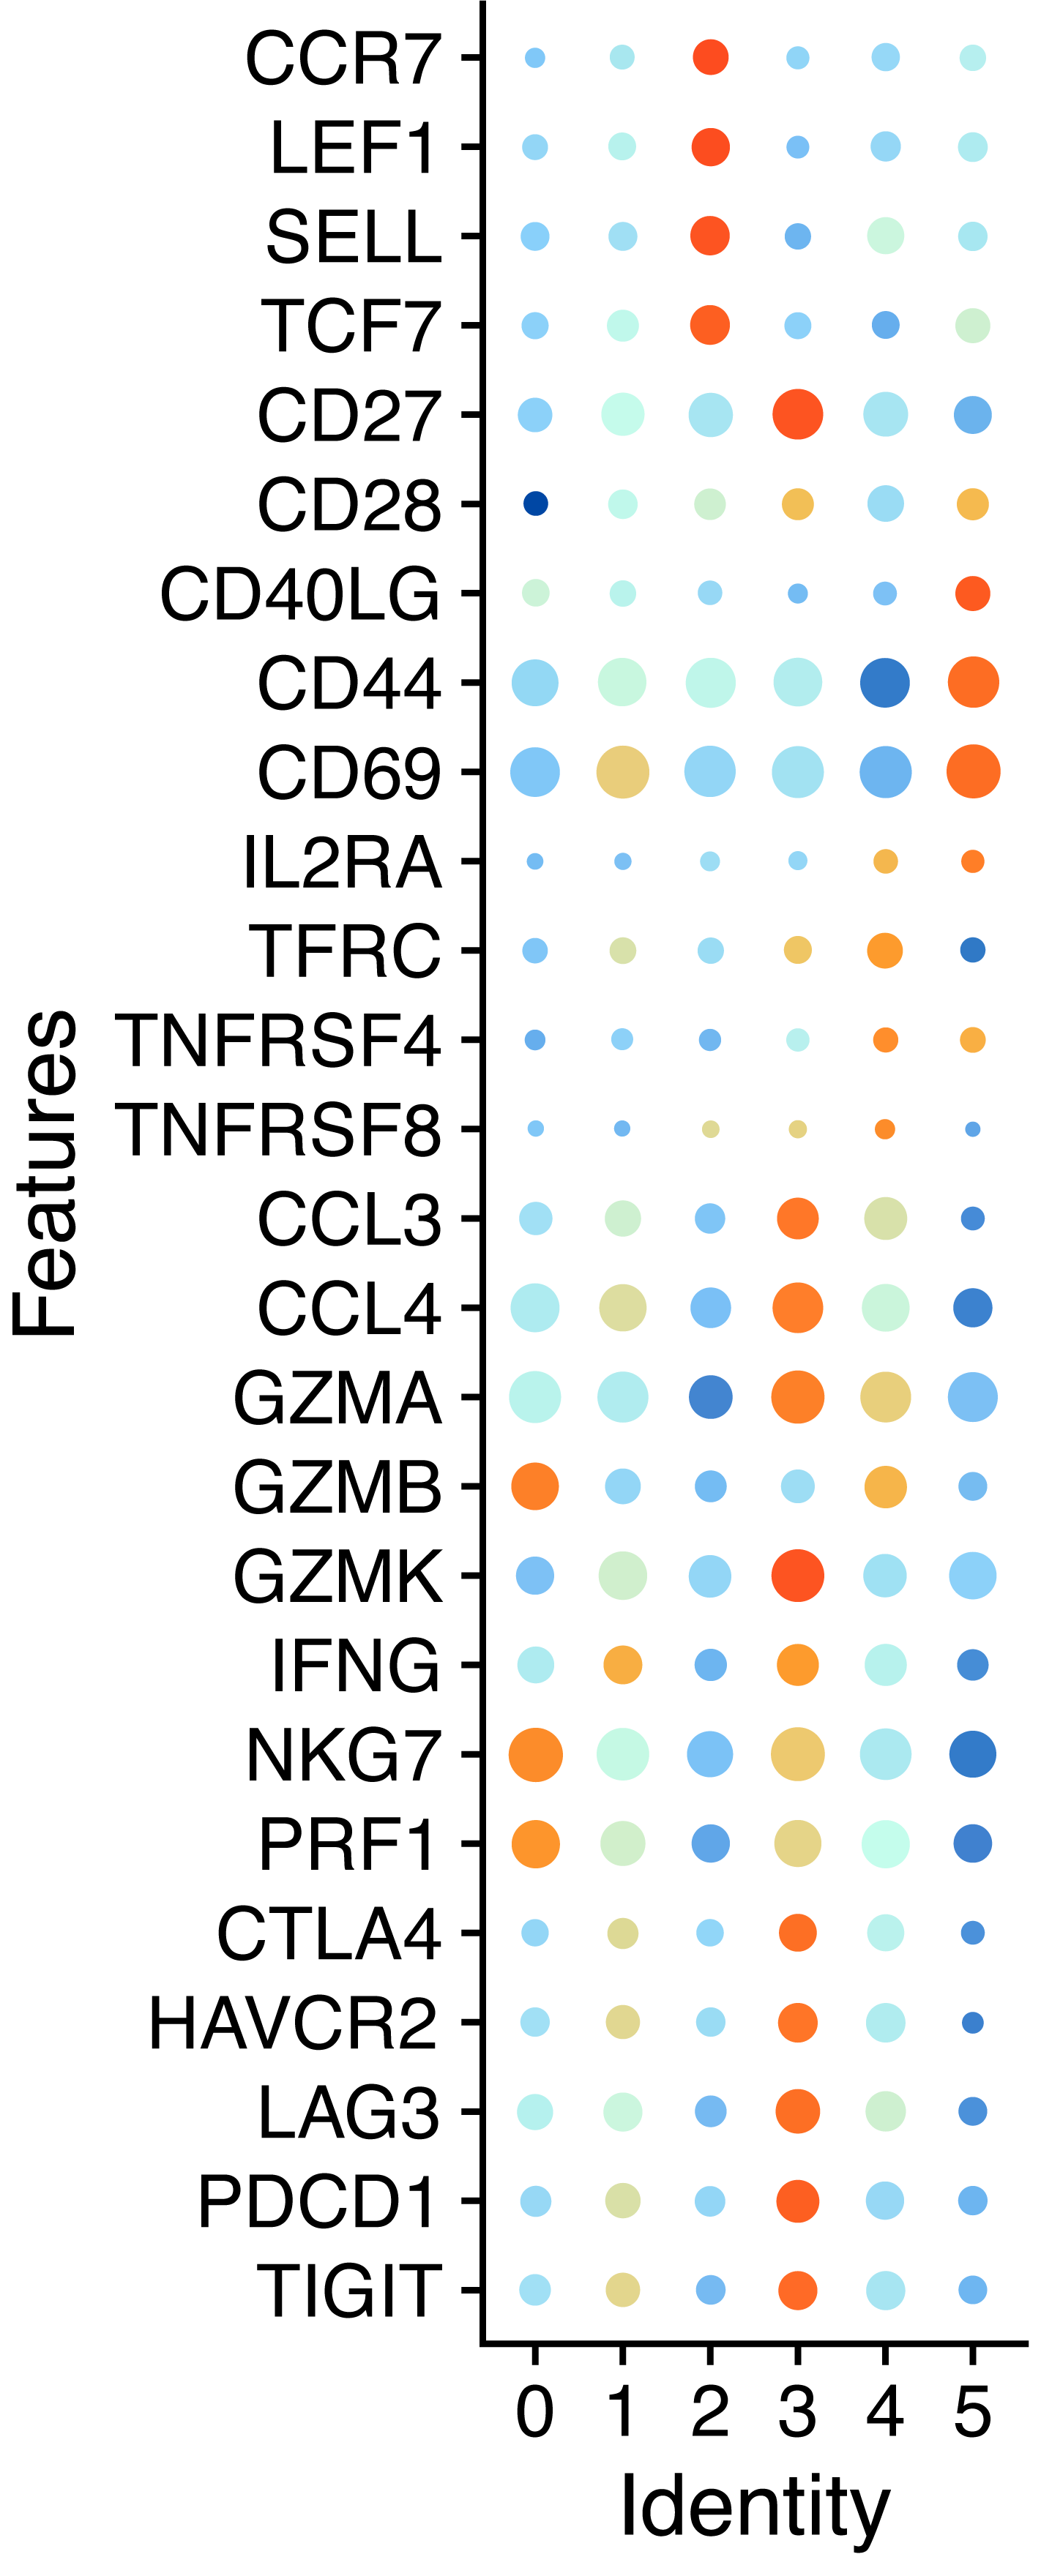 CCR7
LEF1
SELL
TCF7
CD27
CD28
CD40LG
CD44
CD69
IL2RA
TFRC
TNFRSF4
TNFRSF8
CCL3
CCL4
GZMA
GZMB
GZMK
IFNG
NKG7
PRF1
CTLA4
HAVCR2
LAG3
PDCD1
TIGIT
Features
0 1 2 3 4 5
Identity